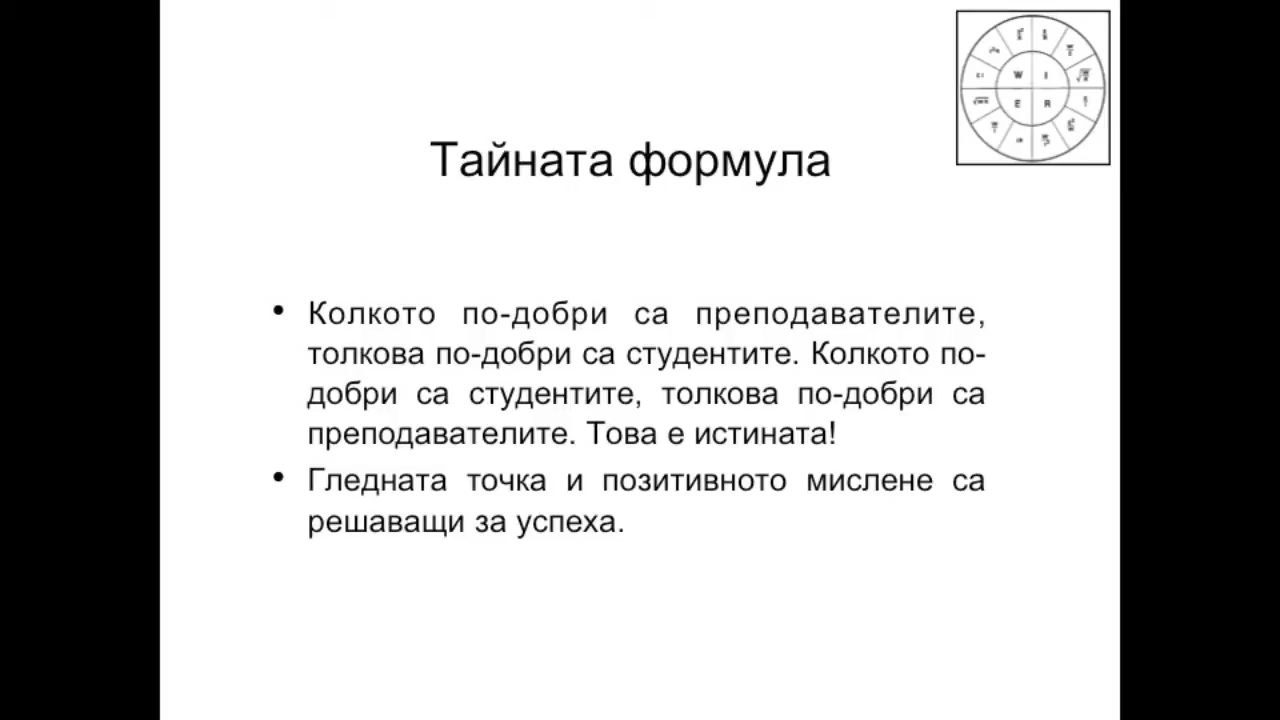 Тайната формула
W I
E R
• Колкото по-добри са преподавателите,
толкова по-добри са студентите. Колкото по-
добри са студентите, толкова по-добри са
преподавателите. Това е истината!
• Гледната точка и позитивното мислене са
решаващи за успеха.